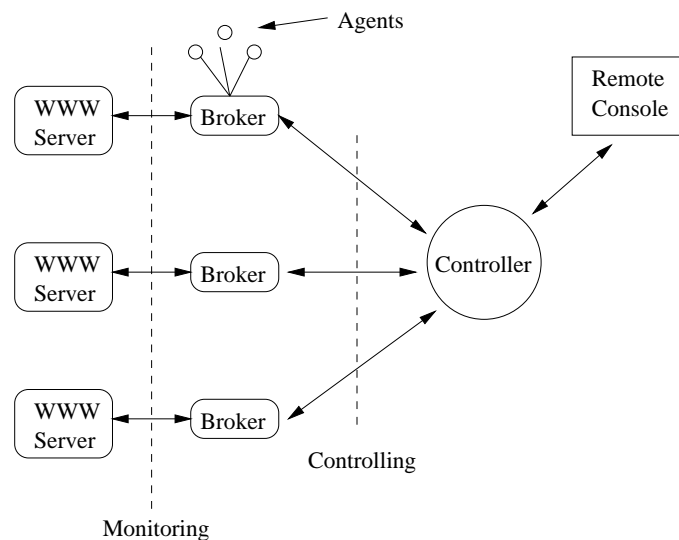 Agents
Remote
Console
WWW
Server
Broker
WWW
Server
Broker
Controller
WWW
Server
Broker
Controlling
Monitoring